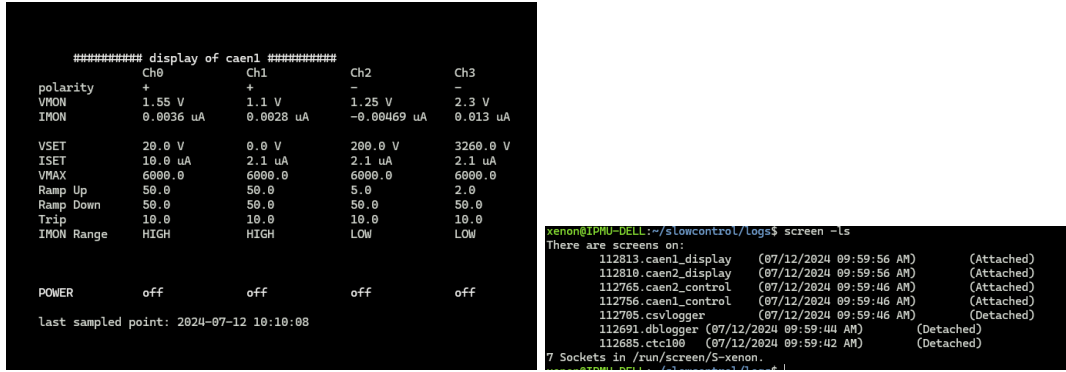 ########## display of caen1 ##########
Ch0 Ch1 Ch2 Ch3
polarity + + - -
VMON 1.55 V 1.1 V 1.25 V 2.3 V
IMON 0.0036 uA 0.0028 uA -0.00469 uA 0.013 uA
VSET 20.0 V 0.0 V 200.0 V 3260.0 V
ISET 10.0 uA 2.1 uA 2.1 uA 2.1 uA
VMAX 6000.0 6000.0 6000.0 6000.0
Ramp Up 50.0 50.0 5.0 2.0
Ramp Down 50.0 50.0 50.0 50.0
Trip 10.0 10.0 10.0 10.0
IMON Range HIGH HIGH LOW LOW
POWER off off off off
last sampled point: 2024-07-12 10:10:08
xenon@IPMU-DELL:~/slowcontrol/logs$ screen -ls
There are screens on:
112813.caen1_display (07/12/2024 09:59:56 AM) (Attached)
112810.caen2_display (07/12/2024 09:59:56 AM) (Attached)
112765.caen2_control (07/12/2024 09:59:46 AM) (Attached)
112756.caen1_control (07/12/2024 09:59:46 AM) (Attached)
112705.csvlogger (07/12/2024 09:59:46 AM) (Detached)
112691.dblogger (07/12/2024 09:59:44 AM) (Detached)
112685.ctc100 (07/12/2024 09:59:42 AM) (Detached)
7 Sockets in /run/screen/S-xenon.
xenon@IPMU-DELL:~/slowcontrol/logs$